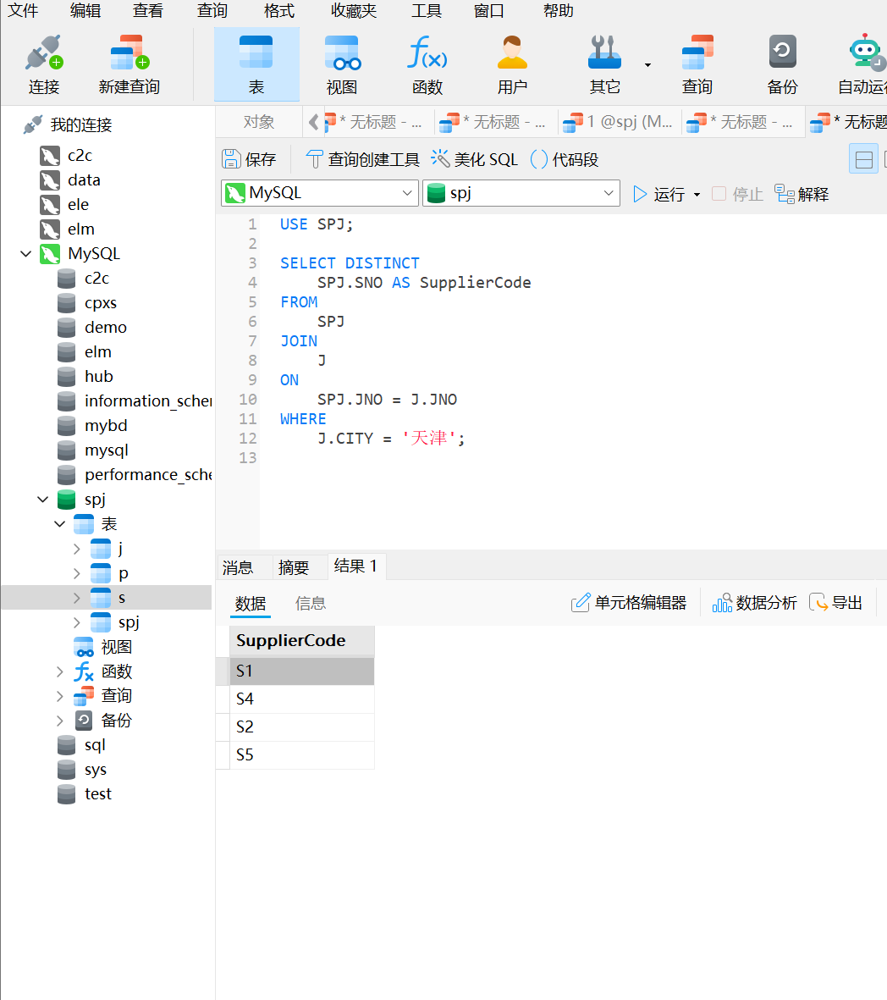 文件 编辑 查看 查询 格式 收藏夹 工具 窗口 帮助
连接 新建查询 表 视图 函数 用户 其它 查询 备份 自动运
我的连接
c2c
data
ele
elm
MySQL
c2c
cpxs
demo
elm
hub
information_sche
mybd
mysql
performance_sche
spj
表
j
p
s
spj
视图
函数
查询
备份
sql
sys
test
对象 * 无标题 - ... * 无标题 - ... 1 @spj (M... * 无标题 - ... * 无标题
保存 查询创建工具 美化 SQL () 代码段
MySQL spj 运行 停止 解释
1 USE SPJ;
2
3 SELECT DISTINCT
4 SPJ.SNO AS SupplierCode
5 FROM
6 SPJ
7 JOIN
8 J
9 ON
10 SPJ.JNO = J.JNO
11 WHERE
12 J.CITY = '天津';
13
消息 摘要 结果 1
数据 信息 单元格编辑器 数据分析 导出
SupplierCode
S1
S4
S2
S5